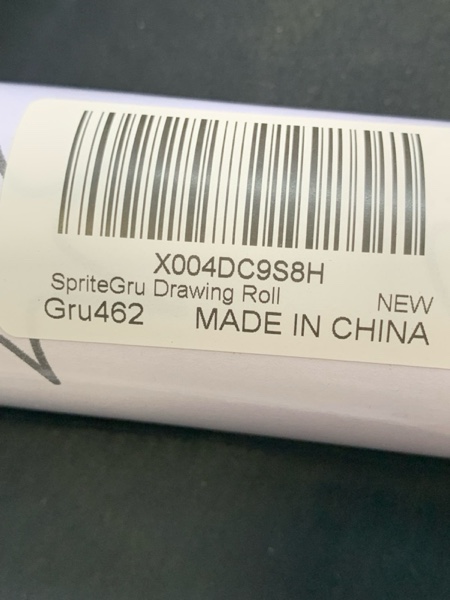 X004DC9S8H
SpriteGru Drawing Roll
NEW
Gru462
MADE IN CHINA